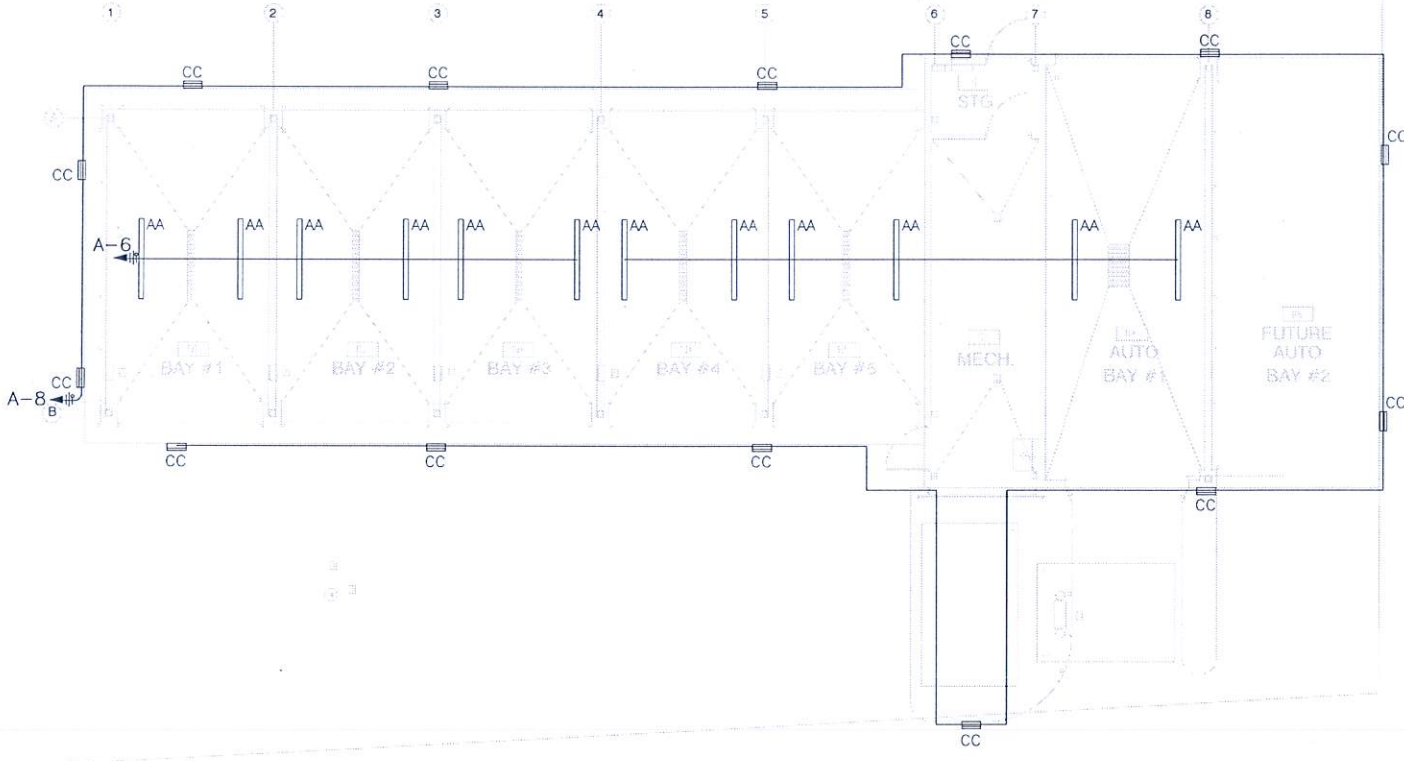 1 2 3 4 5 6 7 8
CC CC
CC CC CC
STG
CC CC
AA AA AA AA AA AA AA AA AA AA AA AA
A-6
BAY #1 BAY #2 BAY #3 BAY #4 BAY #5 MECH. AUTO BAY #1 FUTURE AUTO BAY #2
CC
A-8
B
CC
CC CC CC
CC
CC